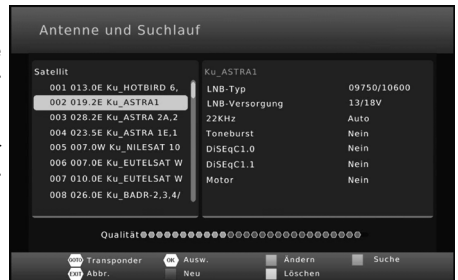 Antenne und Suchlauf
Satellit
001 013.0E Ku_HOTBIRD 6,
002 019.2E Ku_ASTRA1
003 028.2E Ku_ASTRA 2A,2
004 023.5E Ku_ASTRA 1E,1
005 007.0W Ku_NILESAT 10
006 007.0E Ku_EUTELSAT W
007 010.0E Ku_EUTELSAT W
008 026.0E Ku_BADR-2,3,4/
Ku_ASTRA1
LNB-Typ 09750/10600
LNB-Versorgung 13/18V
22KHz Auto
Toneburst Nein
DiSEqC1.0 Nein
DiSEqC1.1 Nein
Motor Nein
Qualität
GOTO Transponder OK Ausw. Ändern Suche
EXIT Abbr. Neu Löschen